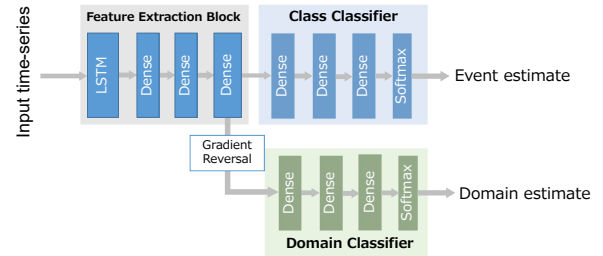 Feature Extraction Block
Class Classifier
Input time-series
LSTM
Dense
Dense
Dense
Dense
Dense
Dense
Softmax
Event estimate
Gradient
Reversal
Dense
Dense
Dense
Softmax
Domain estimate
Domain Classifier